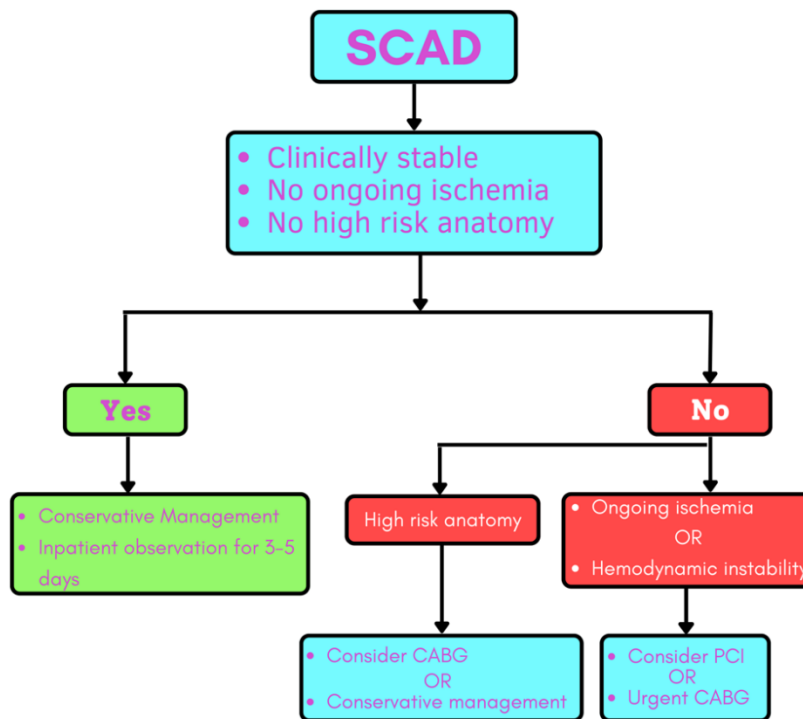 SCAD
• Clinically stable
• No ongoing ischemia
• No high risk anatomy
Yes
No
• Conservative Management
• Inpatient observation for 3-5
days
High risk anatomy
• Ongoing ischemia
OR
• Hemodynamic instability
• Consider CABG
OR
• Conservative management
• Consider PCI
OR
• Urgent CABG